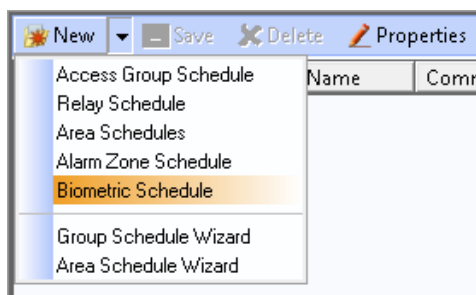 New Save Delete Properties
Access Group Schedule Name
Relay Schedule
Area Schedules
Alarm Zone Schedule
Biometric Schedule
Group Schedule Wizard
Area Schedule Wizard